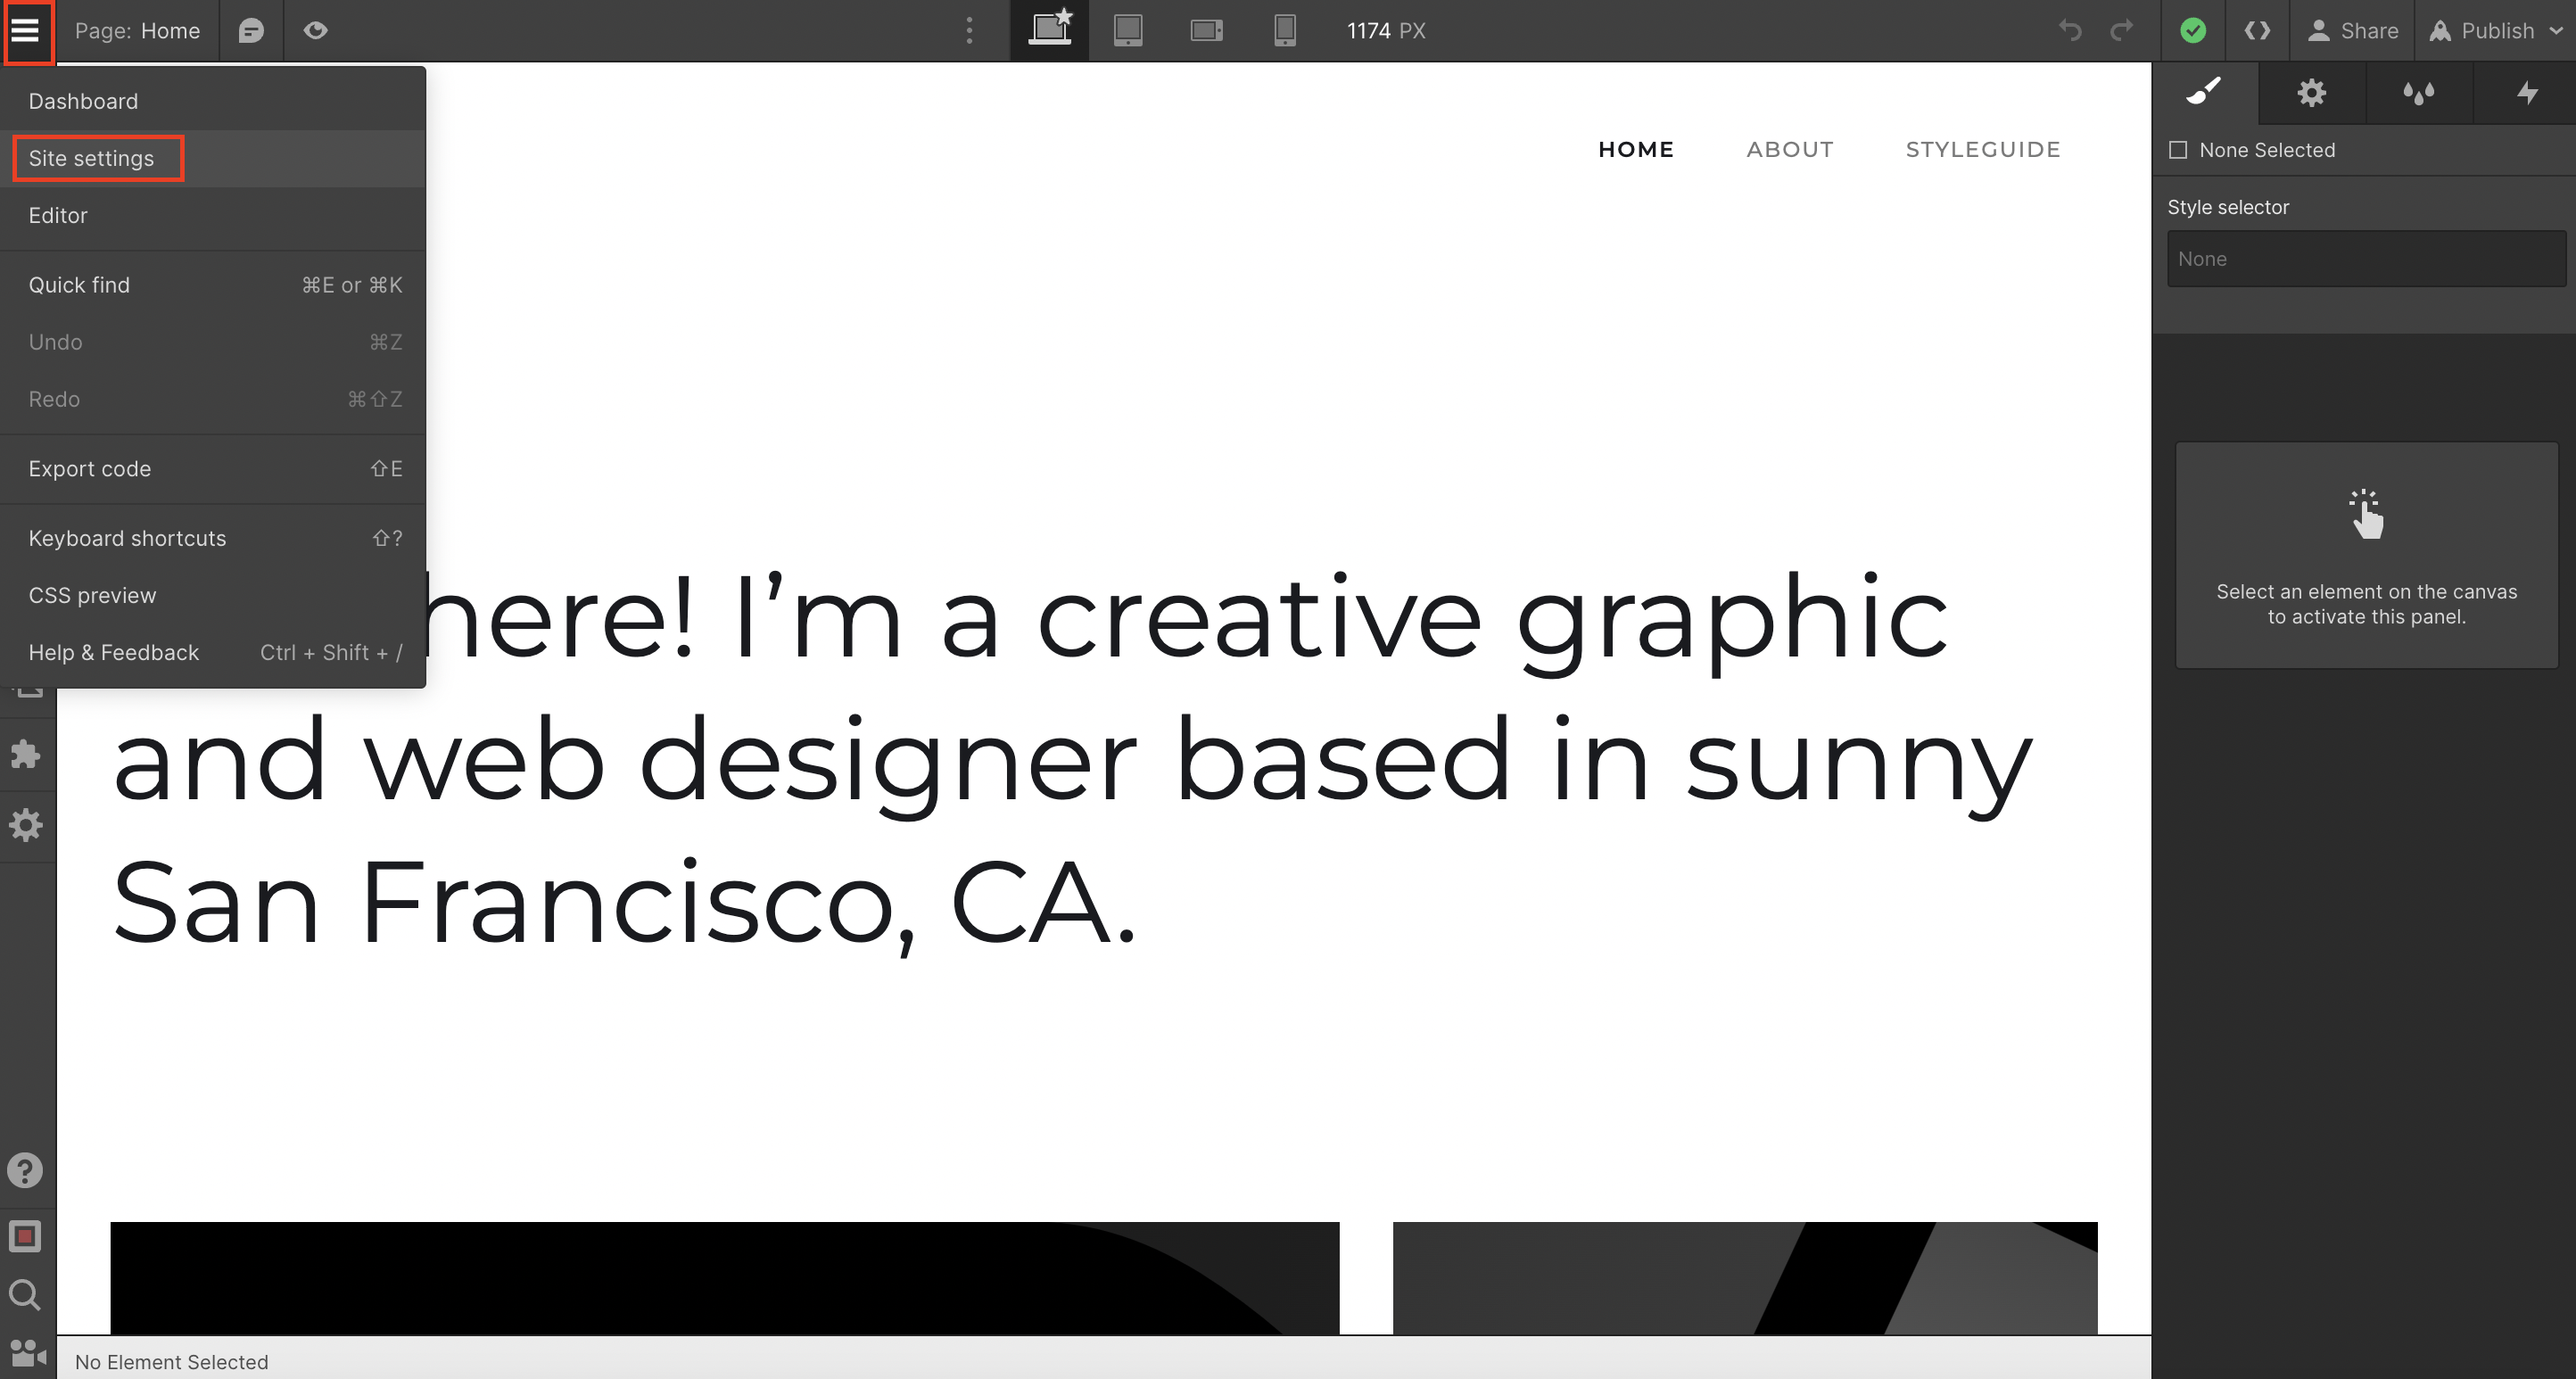 Page: Home
1174 PX
Share
Publish
Dashboard
Site settings
Editor
Quick find ⌘E or ⌘K
Undo ⌘Z
Redo ⌘⇧Z
Export code ⇧E
Keyboard shortcuts ⇧?
CSS preview
Help & Feedback Ctrl + Shift + /
HOME ABOUT STYLEGUIDE
here! I’m a creative graphic
and web designer based in sunny
San Francisco, CA.
None Selected
Style selector
None
Select an element on the canvas
to activate this panel.
No Element Selected